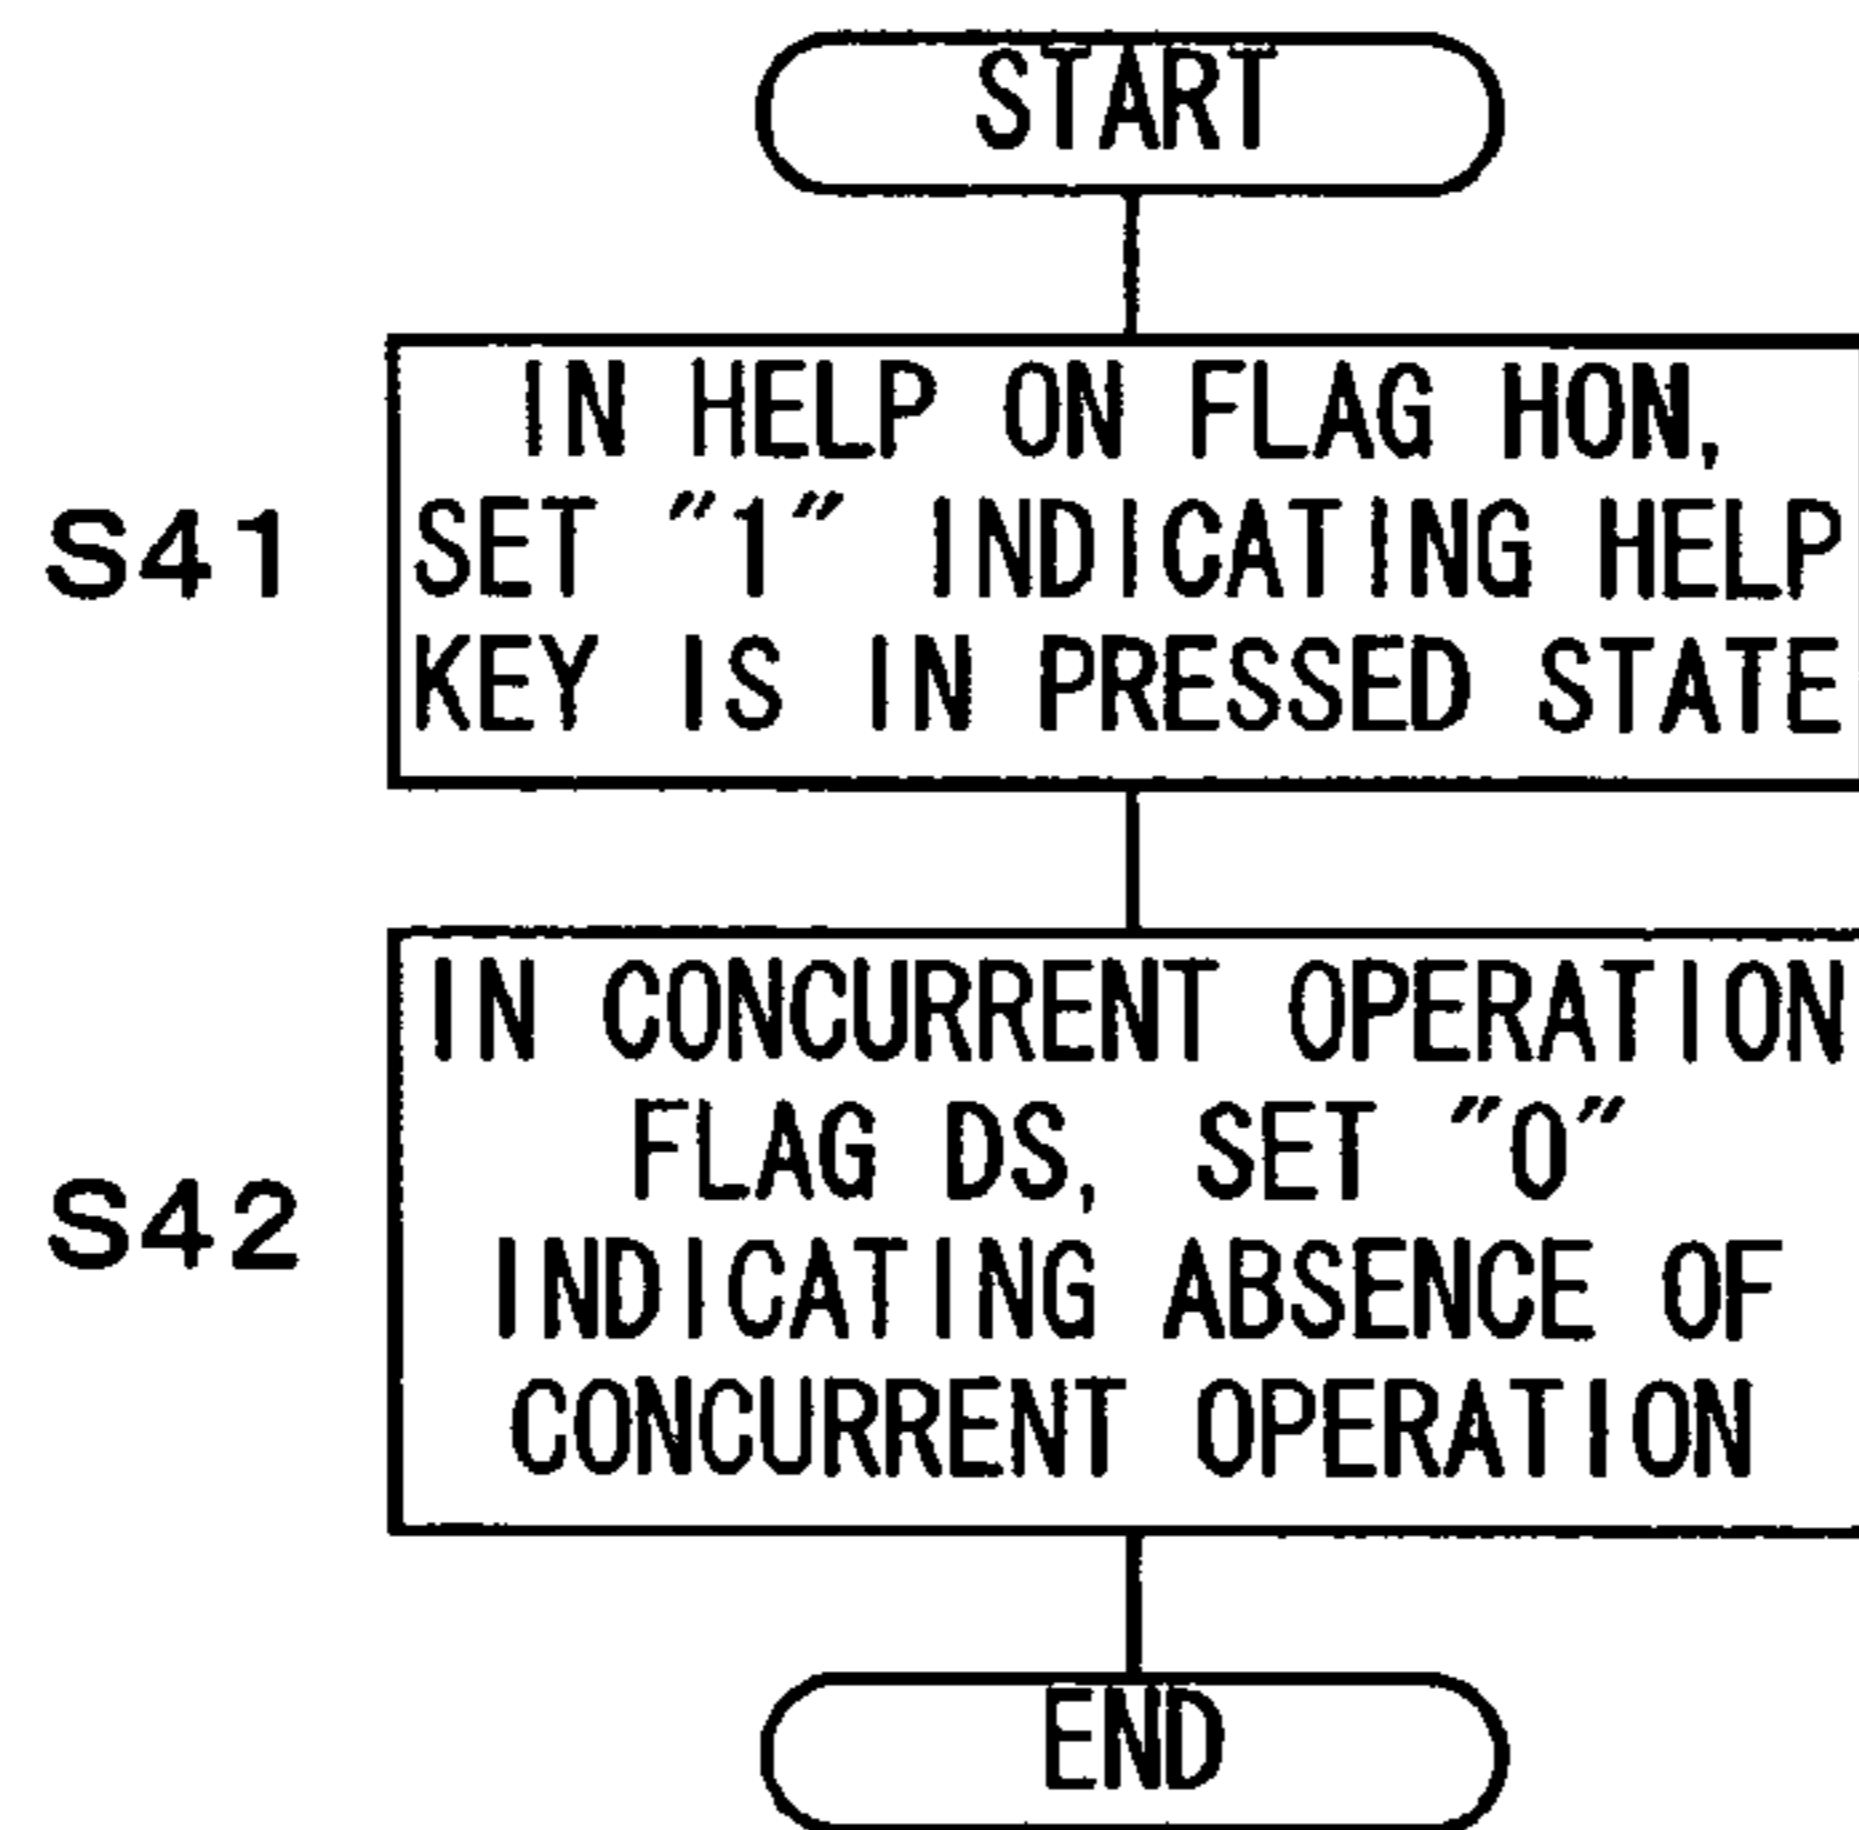 START
IN HELP ON FLAG HON,
S41 SET "1" INDICATING HELP
KEY IS IN PRESSED STATE
IN CONCURRENT OPERATION
FLAG DS, SET "0"
S42 INDICATING ABSENCE OF
CONCURRENT OPERATION
END